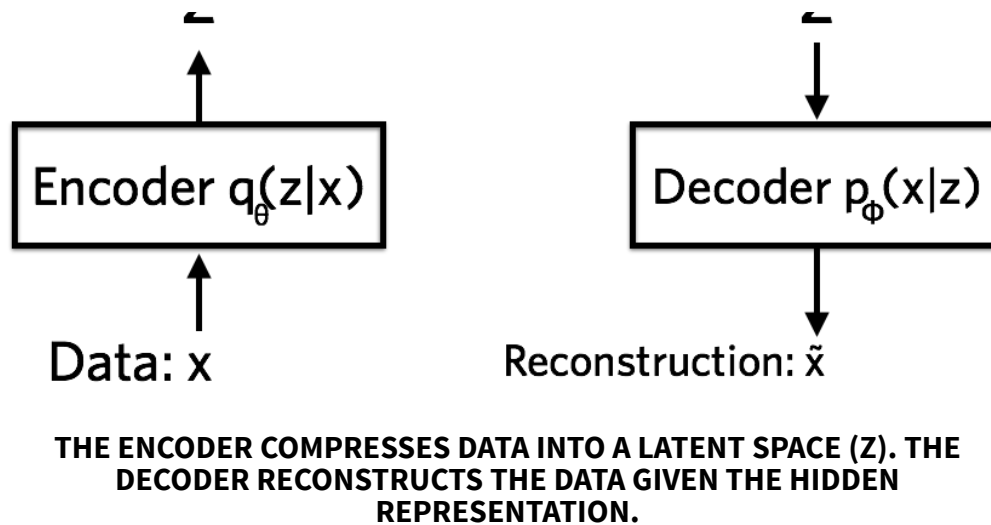 Encoder qθ(z|x)
Decoder pΦ(x|z)
Data: x
Reconstruction: x̃
THE ENCODER COMPRESSES DATA INTO A LATENT SPACE (Z). THE
DECODER RECONSTRUCTS THE DATA GIVEN THE HIDDEN
REPRESENTATION.